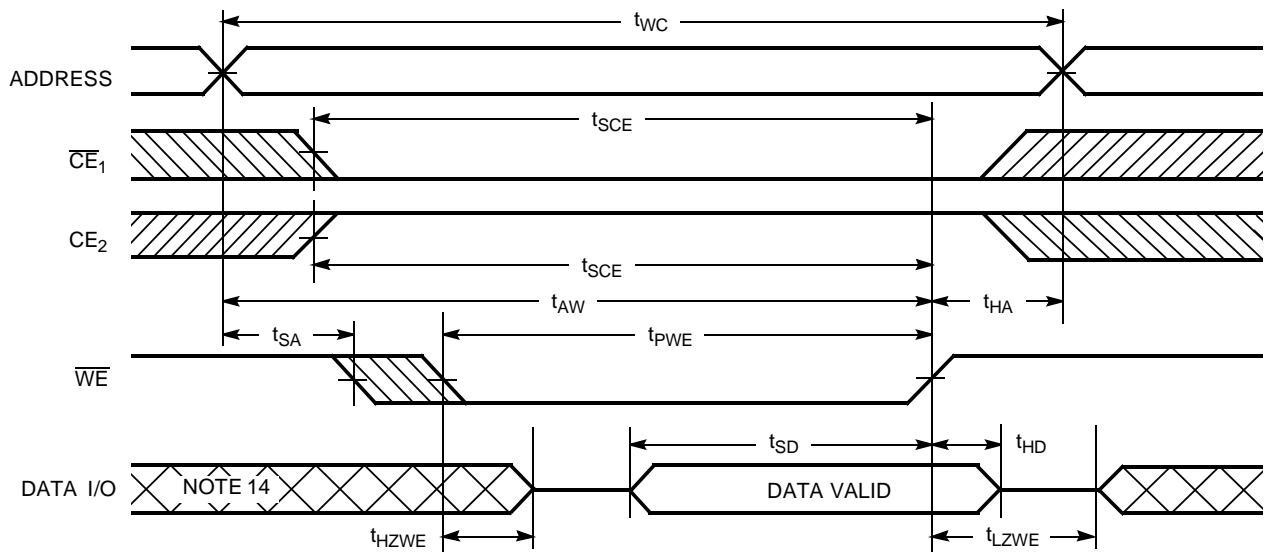 tWC
ADDRESS
tSCE
CE1
CE2
tSCE
tAW
tHA
tSA
tPWE
WE
tSD
tHD
DATA I/O
NOTE 14
DATA VALID
tHZWE
tLZWE